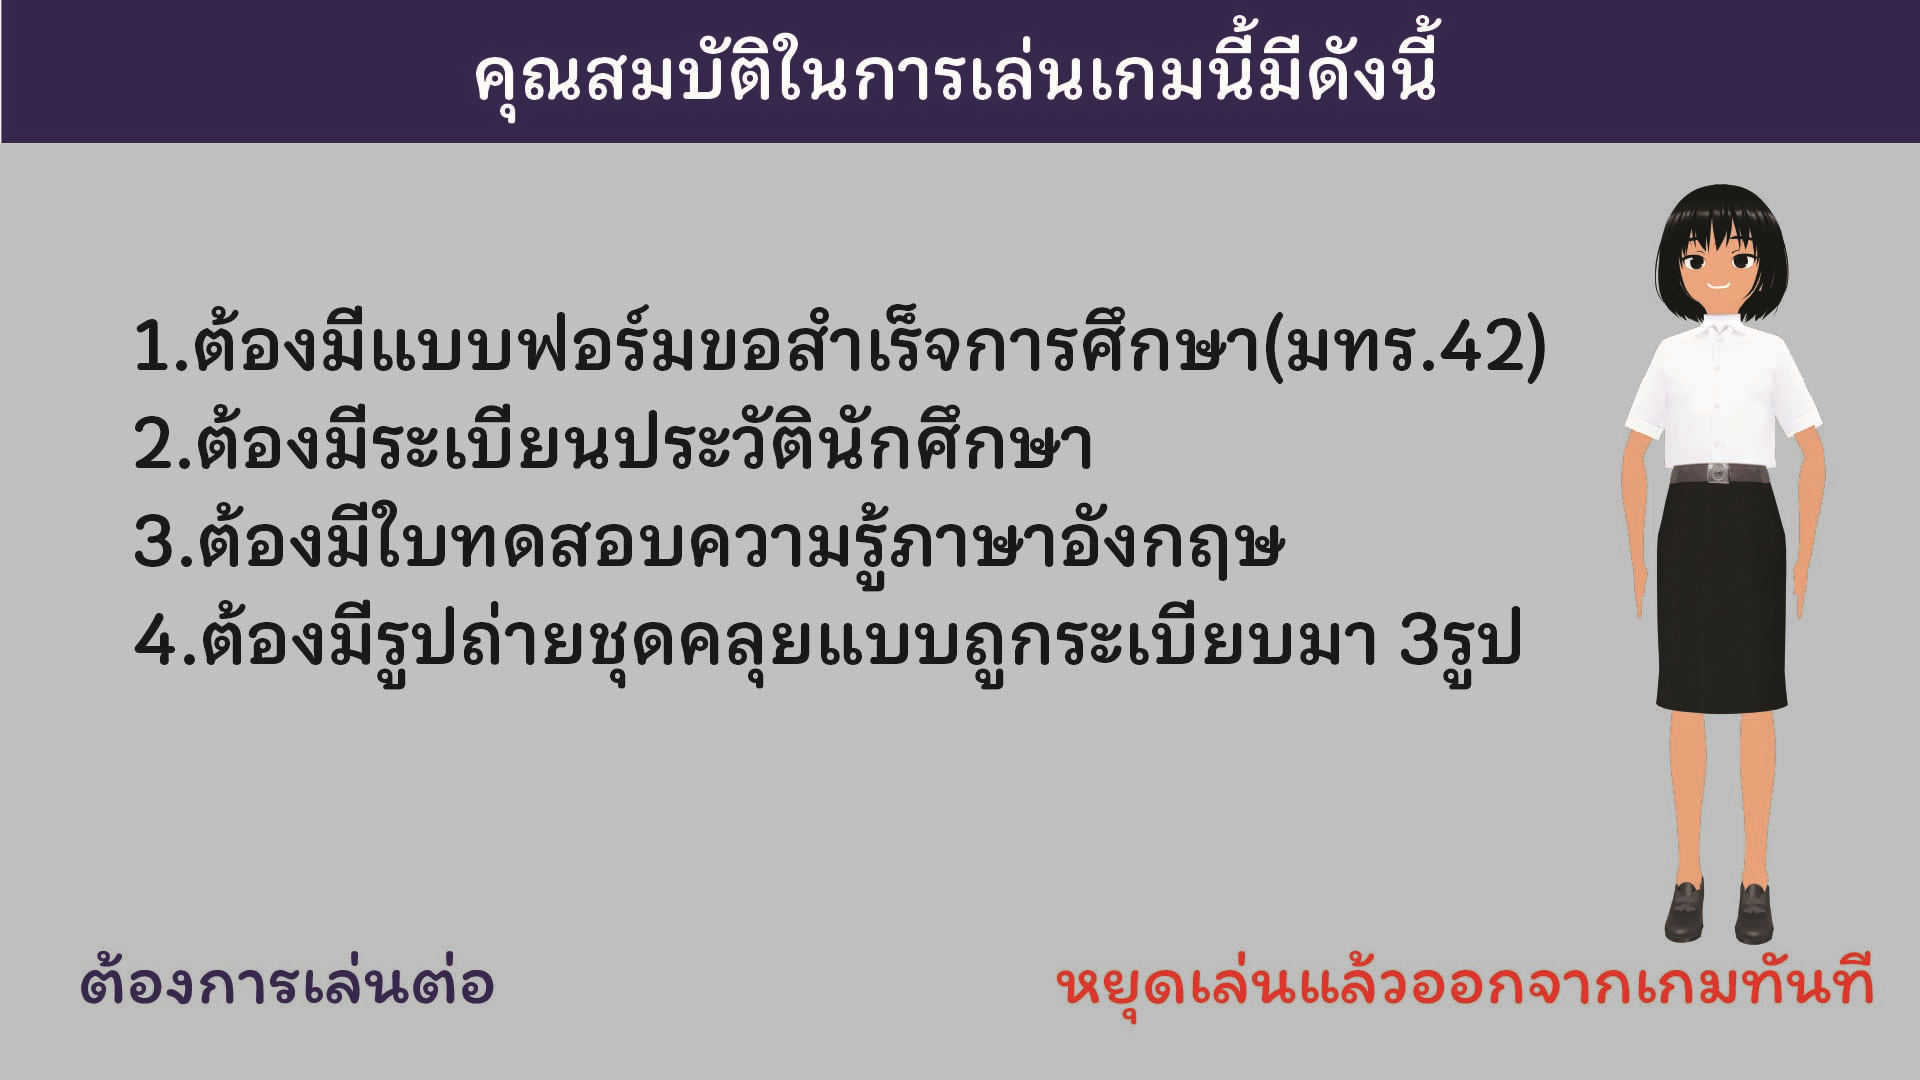 คุณสมบัติในการเล่นเกมนี้มีดังนี้
1.ต้องมีแบบฟอร์มขอสำเร็จการศึกษา(มทร.42)
2.ต้องมีระเบียนประวัตินักศึกษา
3.ต้องมีใบทดสอบความรู้ภาษาอังกฤษ
4.ต้องมีรูปถ่ายชุดคลุยแบบถูกระเบียบมา 3รูป
ต้องการเล่นต่อ
หยุดเล่นแล้วออกจากเกมทันที